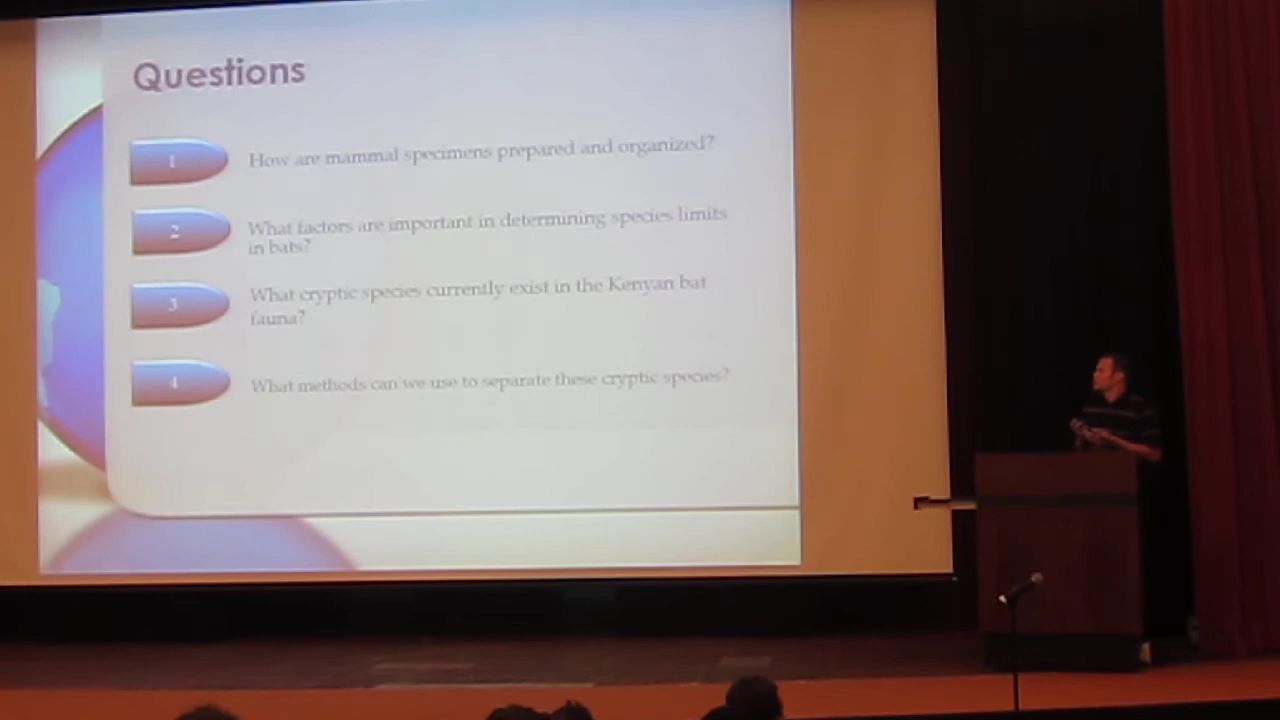 Questions
1
How are mammal specimens prepared and organized?
2
What factors are important in determining species limits
in bats?
3
What cryptic species currently exist in the Kenyan bat
fauna?
4
What methods can we use to separate these cryptic species?